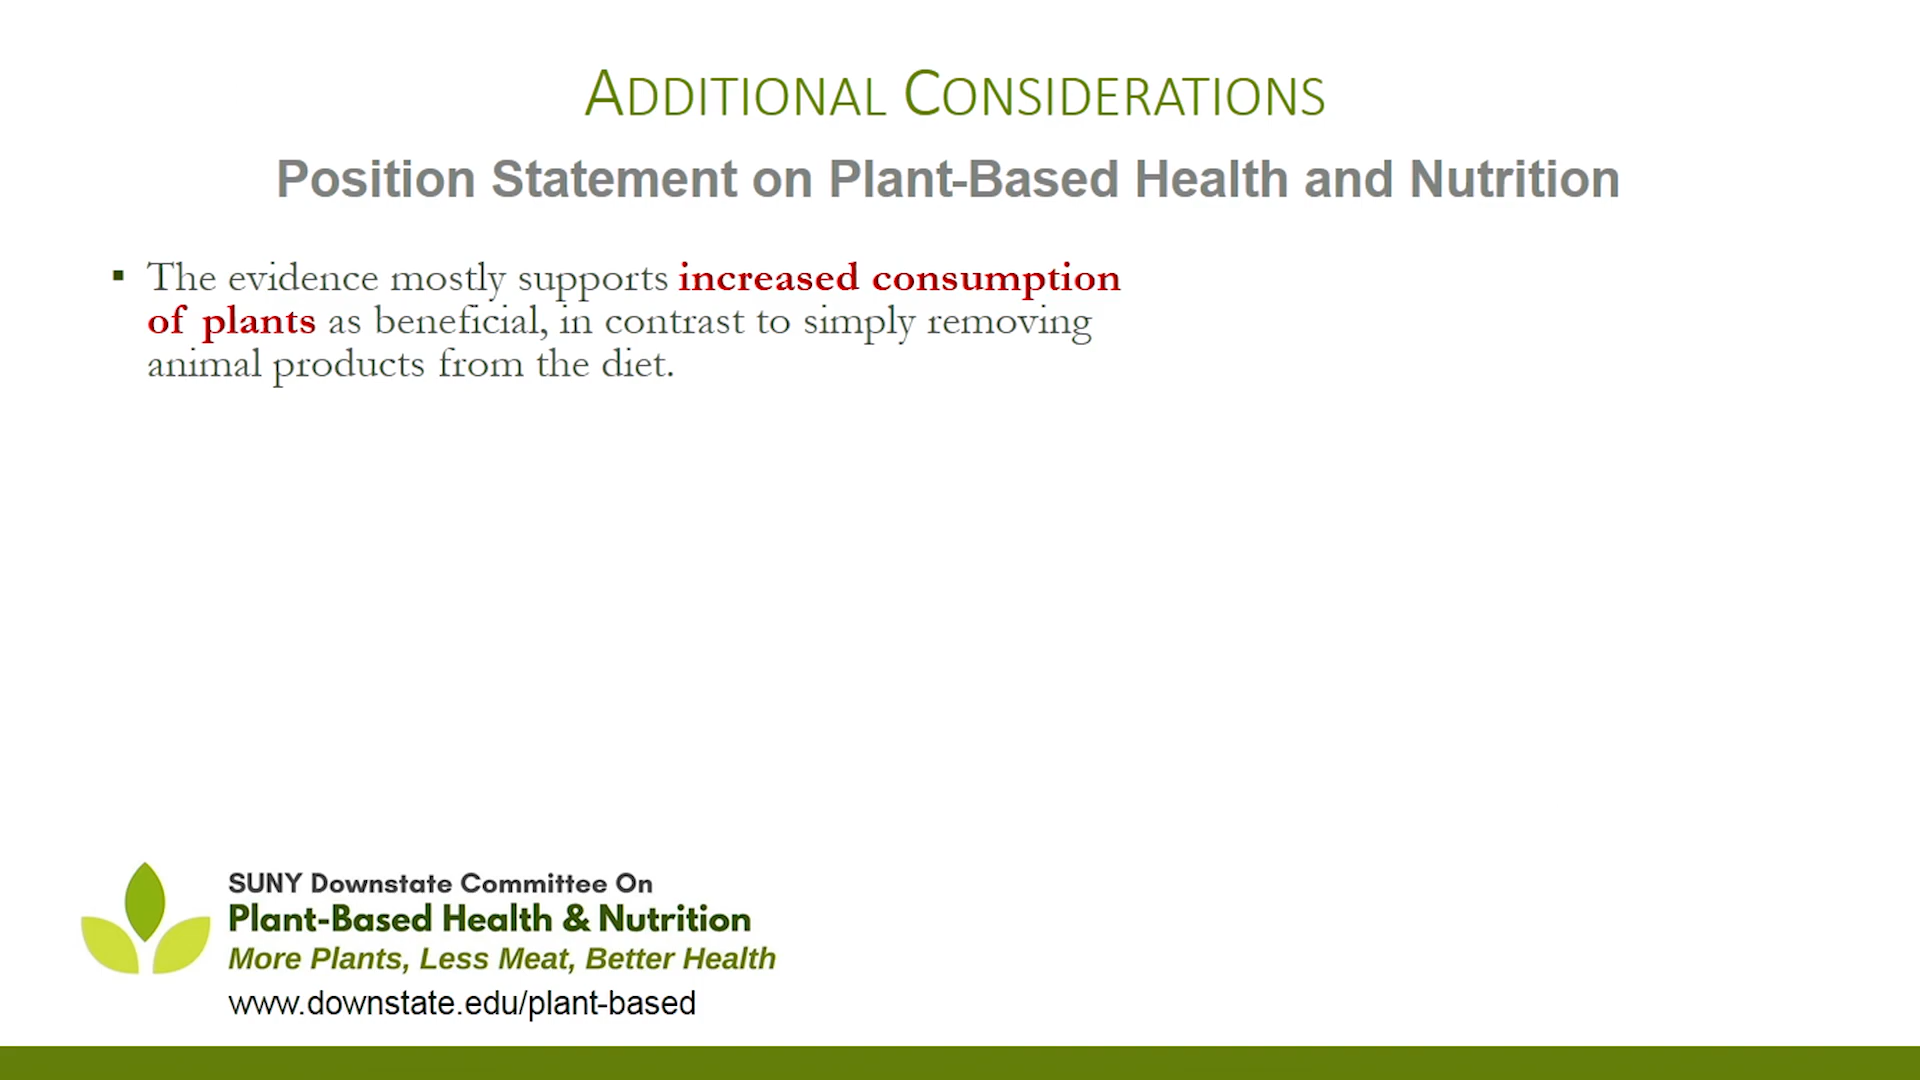 ADDITIONAL CONSIDERATIONS
Position Statement on Plant-Based Health and Nutrition
▪ The evidence mostly supports increased consumption
of plants as beneficial, in contrast to simply removing
animal products from the diet.
SUNY Downstate Committee On
Plant-Based Health & Nutrition
More Plants, Less Meat, Better Health
www.downstate.edu/plant-based